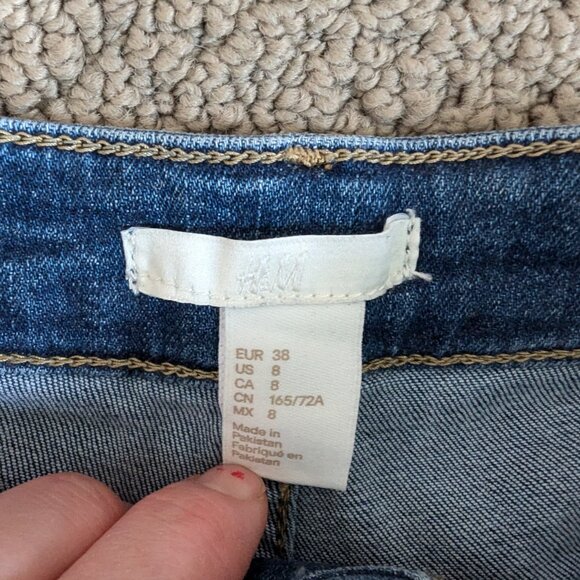 H&M
EUR 38
US 8
CA 8
CN 165/72A
MX 8
Made in
Pakistan
Fabriqué en
Pakistan